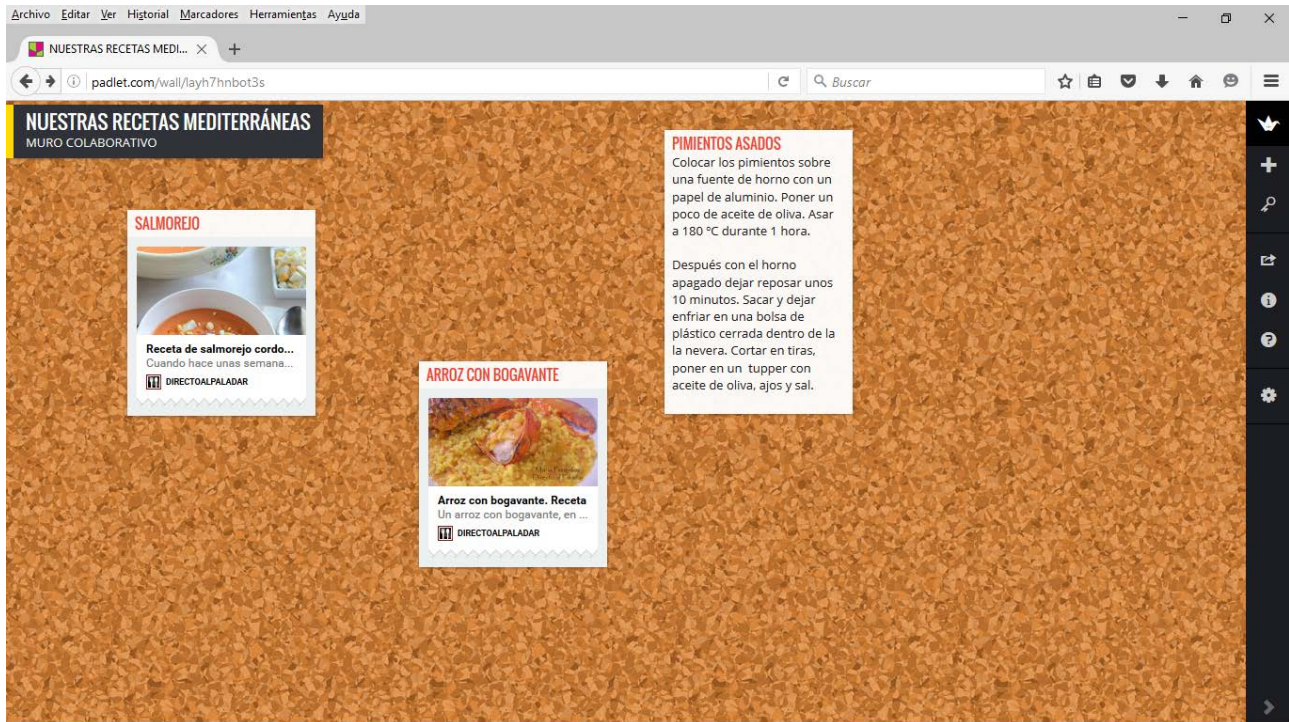 Archivo Editar Ver Historial Marcadores Herramientas Ayuda
NUESTRAS RECETAS MEDI...
padlet.com/wall/layh7hnbot3s
Buscar
NUESTRAS RECETAS MEDITERRÁNEAS
MURO COLABORATIVO
SALMOREJO
Receta de salmorejo cordo...
Cuando hace unas semana...
DIRECTOALPALADAR
ARROZ CON BOGAVANTE
Arroz con bogavante. Receta
Un arroz con bogavante, en ...
DIRECTOALPALADAR
PIMIENTOS ASADOS
Colocar los pimientos sobre
una fuente de horno con un
papel de aluminio. Poner un
poco de aceite de oliva. Asar
a 180 ºC durante 1 hora.
Después con el horno
apagado dejar reposar unos
10 minutos. Sacar y dejar
enfriar en una bolsa de
plástico cerrada dentro de la
la nevera. Cortar en tiras,
poner en un tupper con
aceite de oliva, ajos y sal.